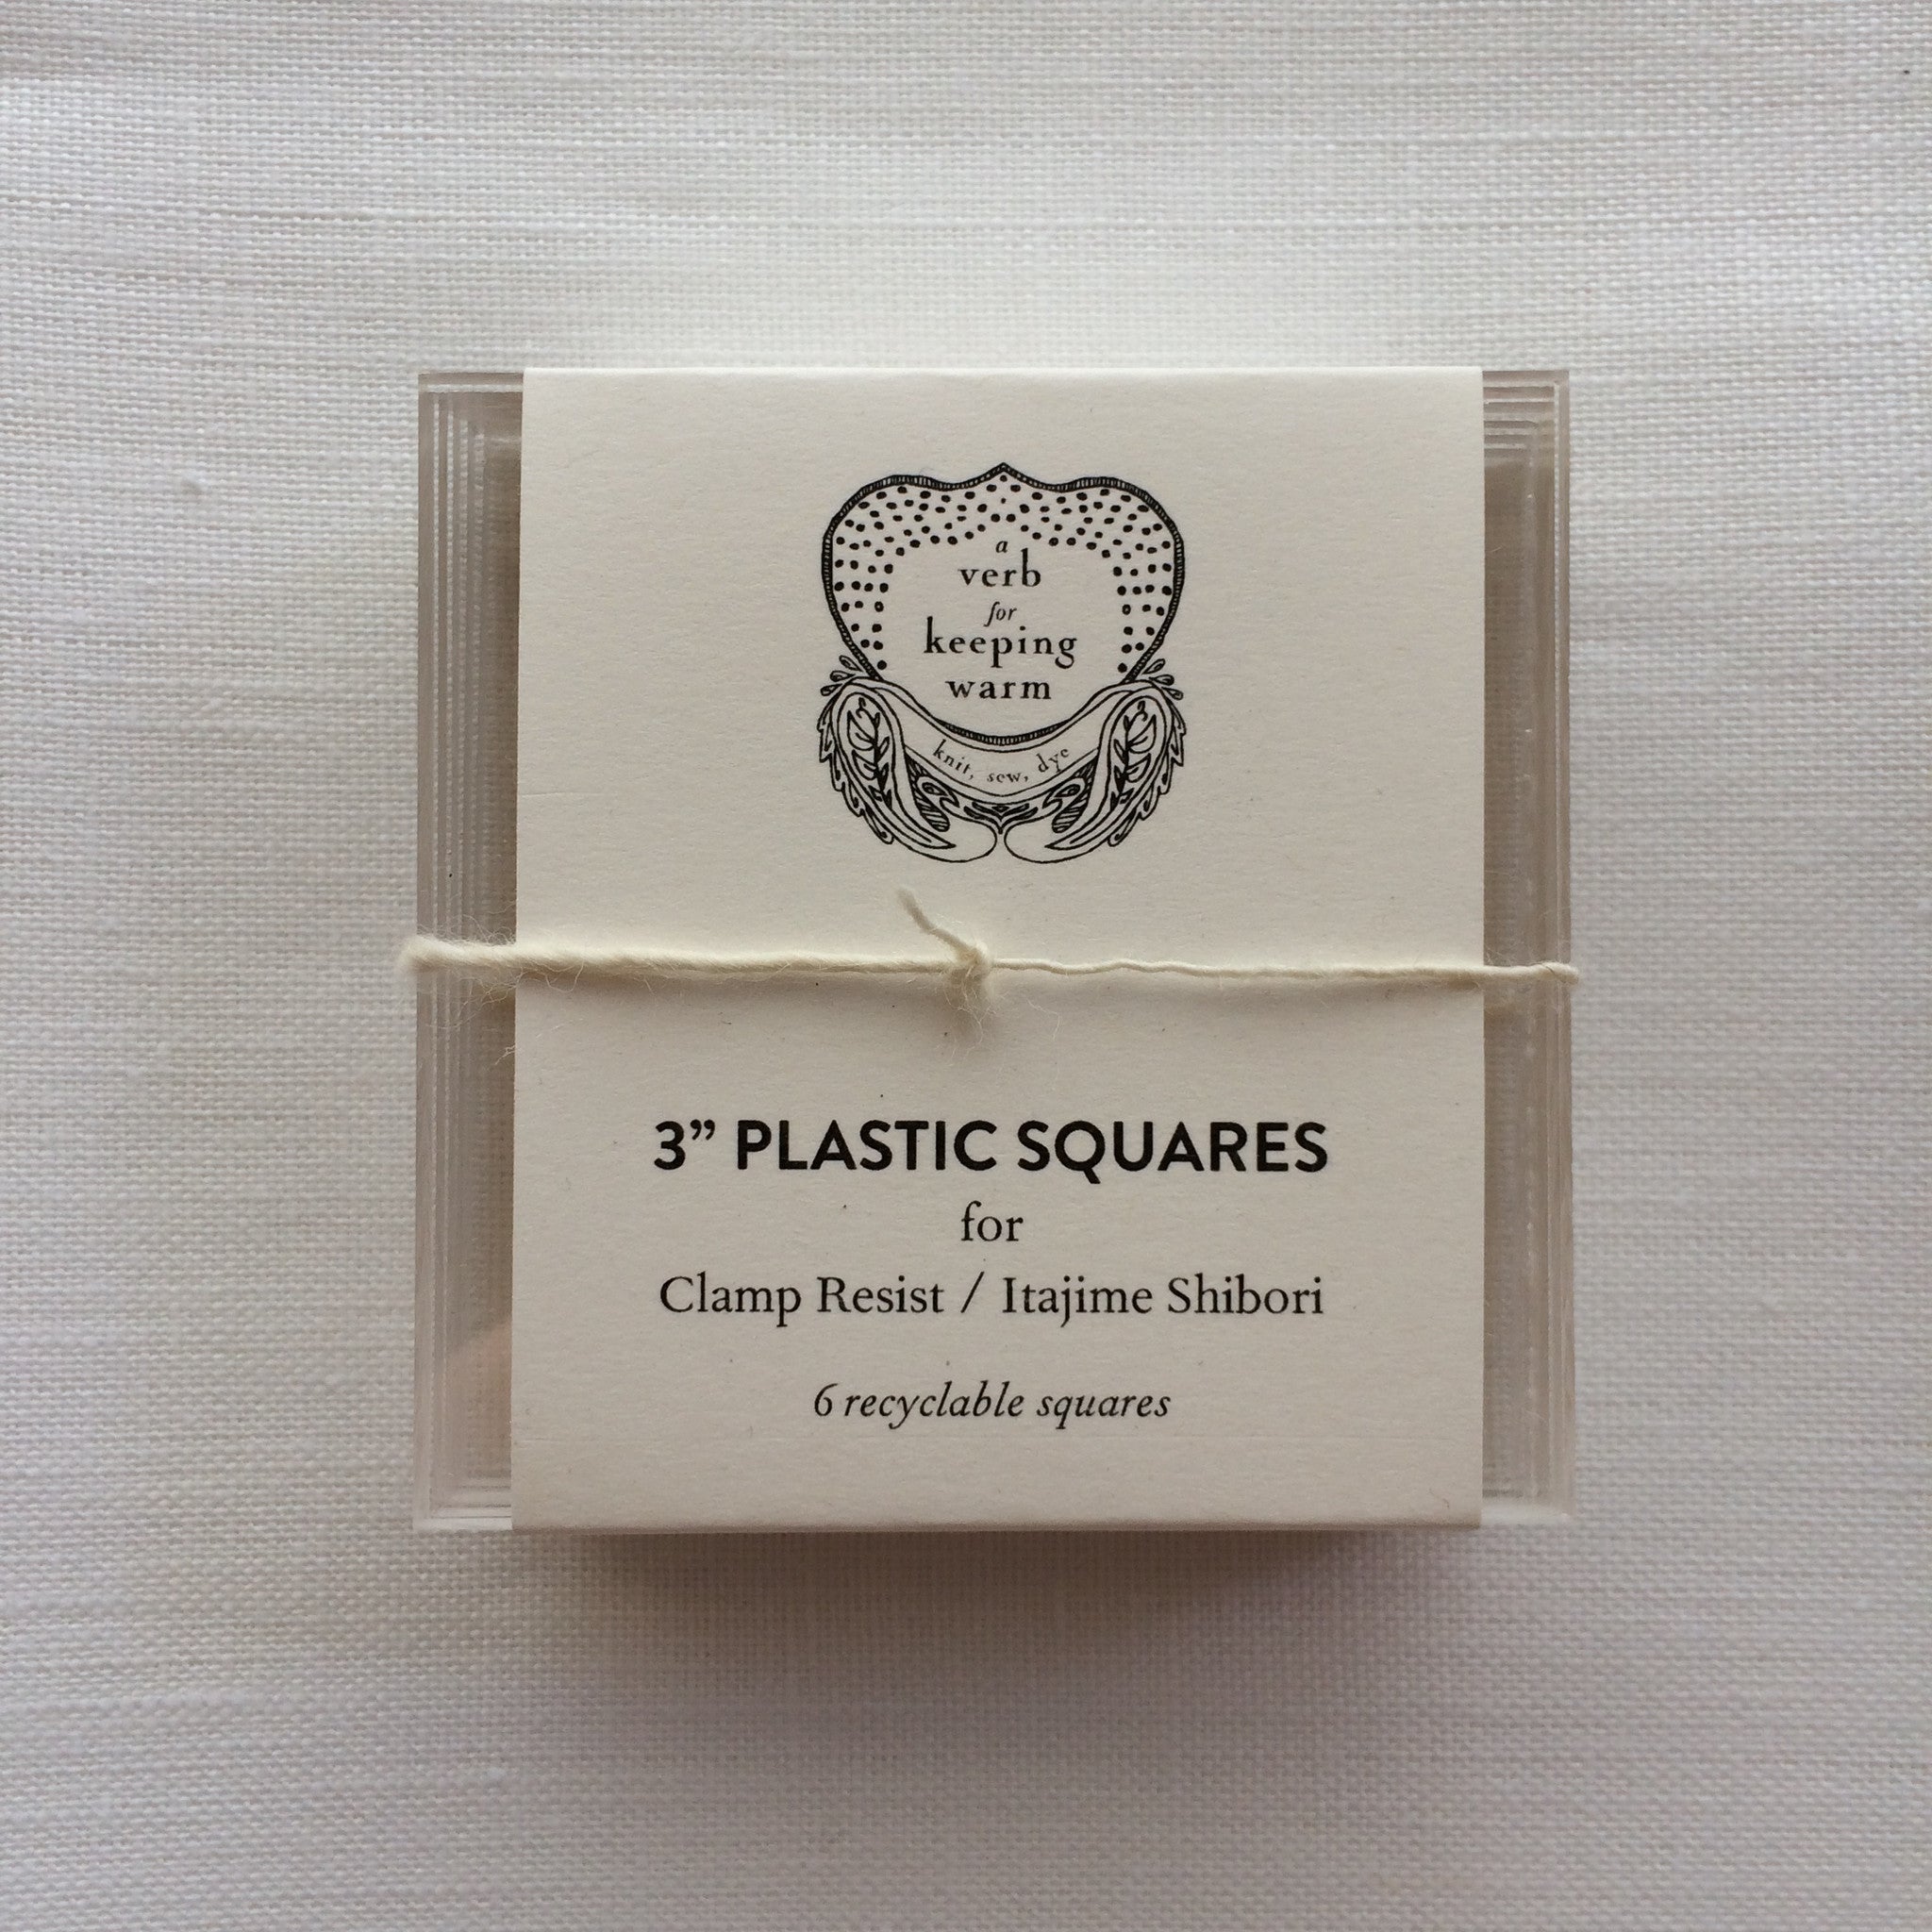 a
verb
for
keeping
warm
knit, sew, dye
3” PLASTIC SQUARES
for
Clamp Resist / Itajime Shibori
6 recyclable squares